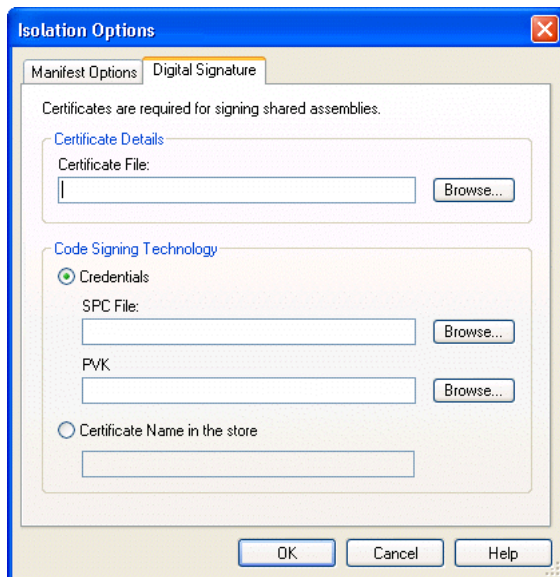 Isolation Options
Manifest Options Digital Signature
Certificates are required for signing shared assemblies.
Certificate Details
Certificate File:
Browse...
Code Signing Technology
Credentials
SPC File:
Browse...
PVK
Browse...
Certificate Name in the store
OK Cancel Help